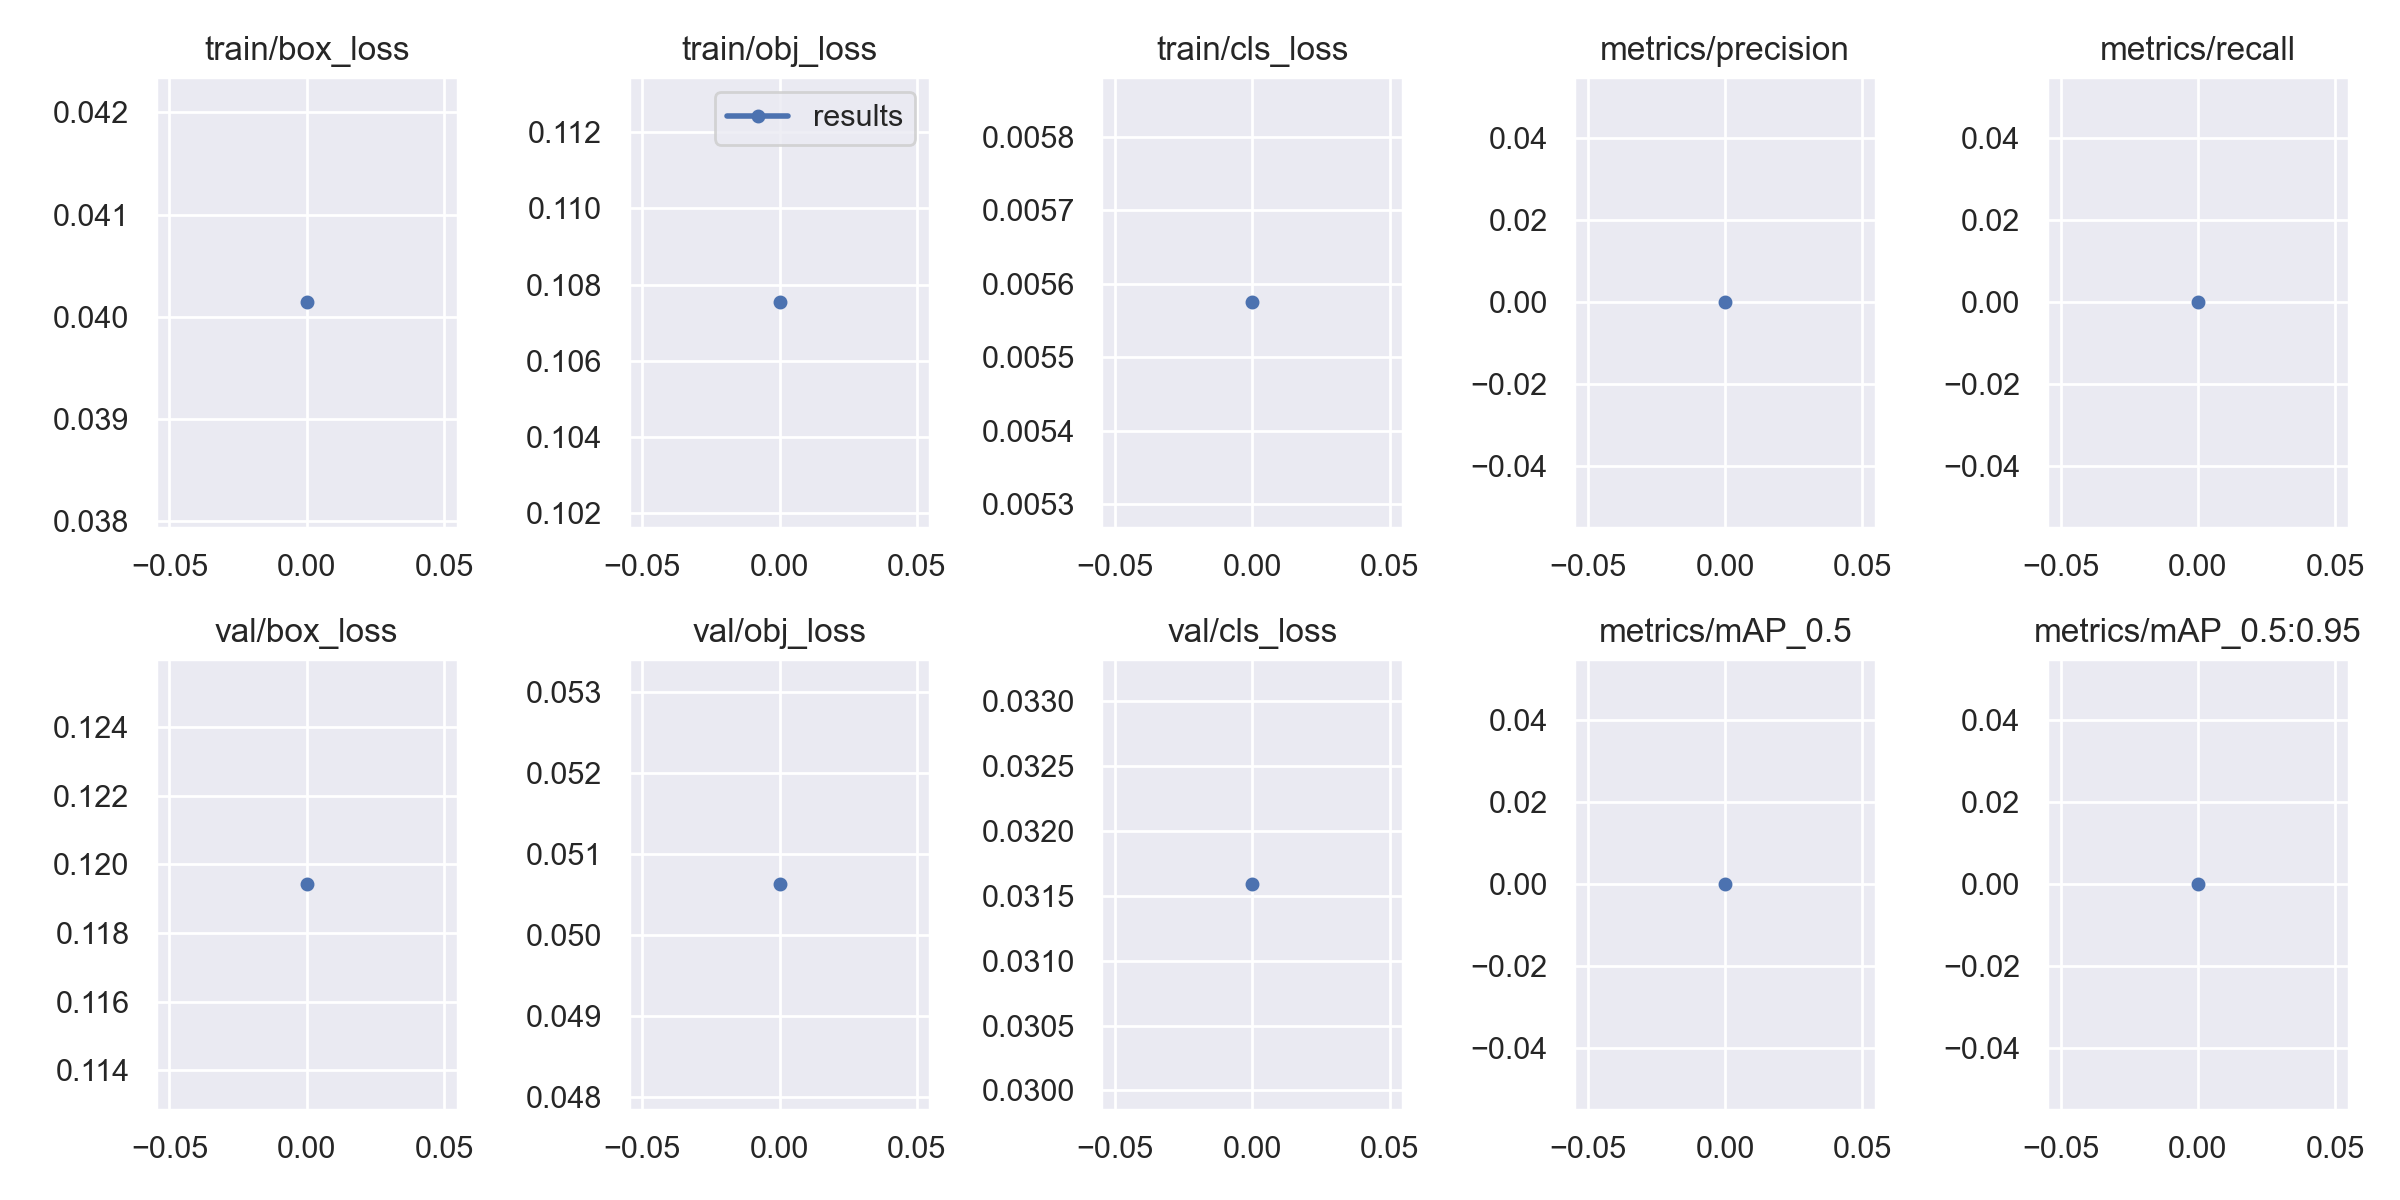 train/box_loss
0.042
0.041
0.040
0.039
0.038
−0.05 0.00 0.05
train/obj_loss
results
0.112
0.110
0.108
0.106
0.104
0.102
−0.05 0.00 0.05
train/cls_loss
0.0058
0.0057
0.0056
0.0055
0.0054
0.0053
−0.05 0.00 0.05
metrics/precision
0.04
0.02
0.00
−0.02
−0.04
−0.05 0.00 0.05
metrics/recall
0.04
0.02
0.00
−0.02
−0.04
−0.05 0.00 0.05
val/box_loss
0.124
0.122
0.120
0.118
0.116
0.114
−0.05 0.00 0.05
val/obj_loss
0.053
0.052
0.051
0.050
0.049
0.048
−0.05 0.00 0.05
val/cls_loss
0.0330
0.0325
0.0320
0.0315
0.0310
0.0305
0.0300
−0.05 0.00 0.05
metrics/mAP_0.5
0.04
0.02
0.00
−0.02
−0.04
−0.05 0.00 0.05
metrics/mAP_0.5:0.95
0.04
0.02
0.00
−0.02
−0.04
−0.05 0.00 0.05